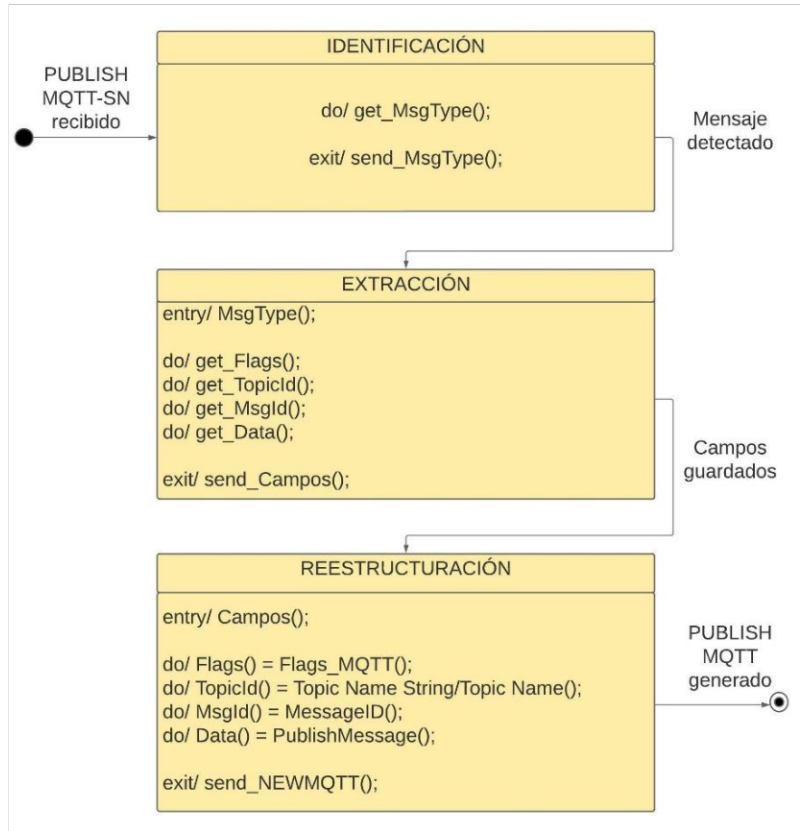 PUBLISH
MQTT-SN
recibido
IDENTIFICACIÓN
do/ get_MsgType();
exit/ send_MsgType();
Mensaje
detectado
EXTRACCIÓN
entry/ MsgType();
do/ get_Flags();
do/ get_TopicId();
do/ get_MsgId();
do/ get_Data();
exit/ send_Campos();
Campos
guardados
REESTRUCTURACIÓN
entry/ Campos();
do/ Flags() = Flags_MQTT();
do/ TopicId() = Topic Name String/Topic Name();
do/ MsgId() = MessageID();
do/ Data() = PublishMessage();
exit/ send_NEWMQTT();
PUBLISH
MQTT
generado